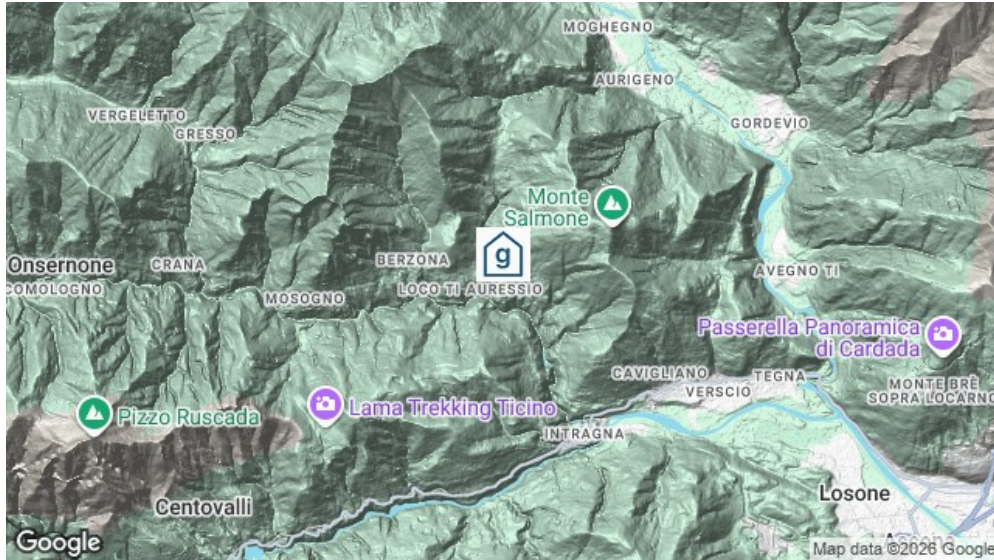 MOGHEGNO
AURIGENO
VERGELETTO
GRESSO
GORDEVIO
Monte
Salmone
g
Onsernone
CRANA
BERZONA
AVEGNO TI
COMOLOGNO
MOSOGNO
LOCO TI
AURESSIO
Passerella Panoramica
di Cardada
CAVIGLIANO
TEGNA
VERSCIO
MONTE BRÈ
SOPRA LOCARNO
Pizzo Ruscada
Lama Trekking Ticino
INTRAGNA
Centovalli
Losone
Google
Map data ©2026 Google